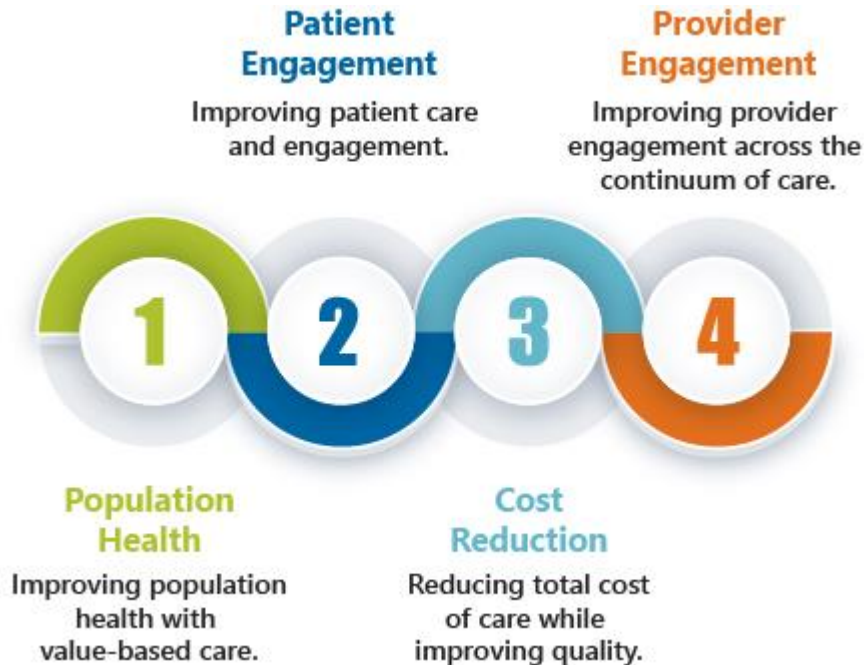 Patient
Engagement
Improving patient care
and engagement.
Provider
Engagement
Improving provider
engagement across the
continuum of care.
1
2
3
4
Population
Health
Improving population
health with
value-based care.
Cost
Reduction
Reducing total cost
of care while
improving quality.